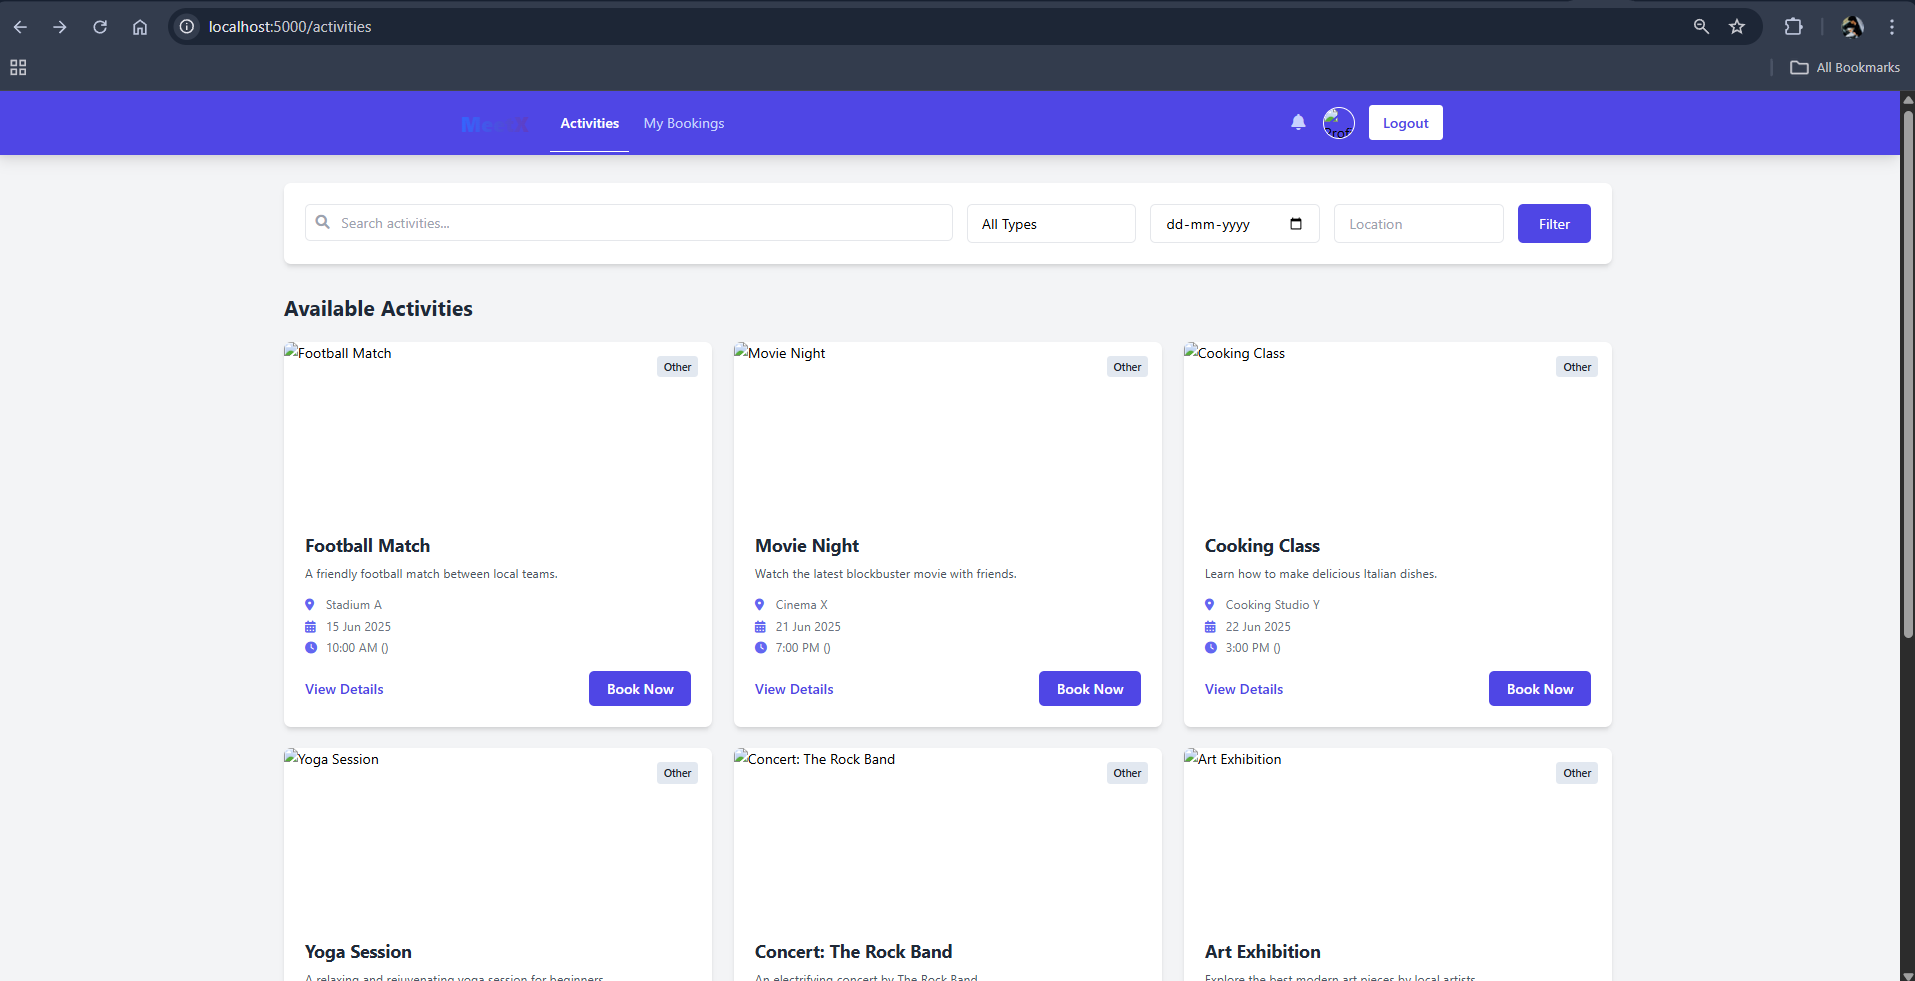 localhost:5000/activities
All Bookmarks
MeetX Activities My Bookings Logout
Search activities... All Types dd-mm-yyyy Location Filter
Available Activities
Football Match Other Movie Night Other Cooking Class Other
Football Match Movie Night Cooking Class
A friendly football match between local teams. Watch the latest blockbuster movie with friends. Learn how to make delicious Italian dishes.
Stadium A Cinema X Cooking Studio Y
15 Jun 2025 21 Jun 2025 22 Jun 2025
10:00 AM () 7:00 PM () 3:00 PM ()
View Details Book Now View Details Book Now View Details Book Now
Yoga Session Other Concert: The Rock Band Other Art Exhibition Other
Yoga Session Concert: The Rock Band Art Exhibition
A relaxing and rejuvenating yoga session for beginners. An electrifying concert by The Rock Band. Explore the best modern art pieces by local artists.